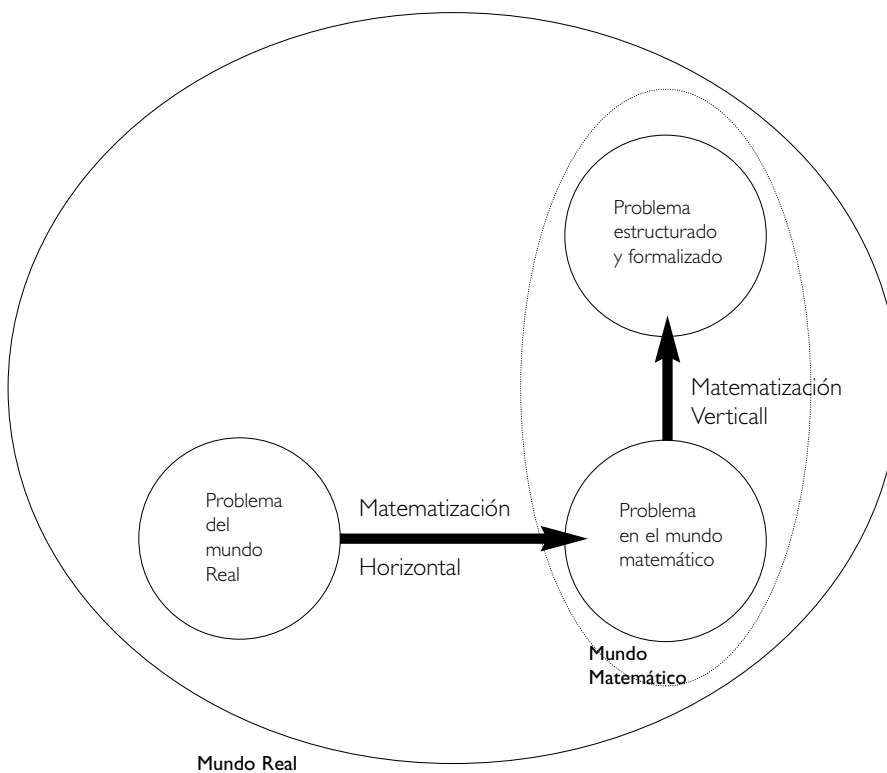 Problema
estructurado
y formalizado
Matematización
Verticall
Problema
del
mundo
Real
Matematización
Horizontal
Problema
en el mundo
matemático
Mundo
Matemático
Mundo Real